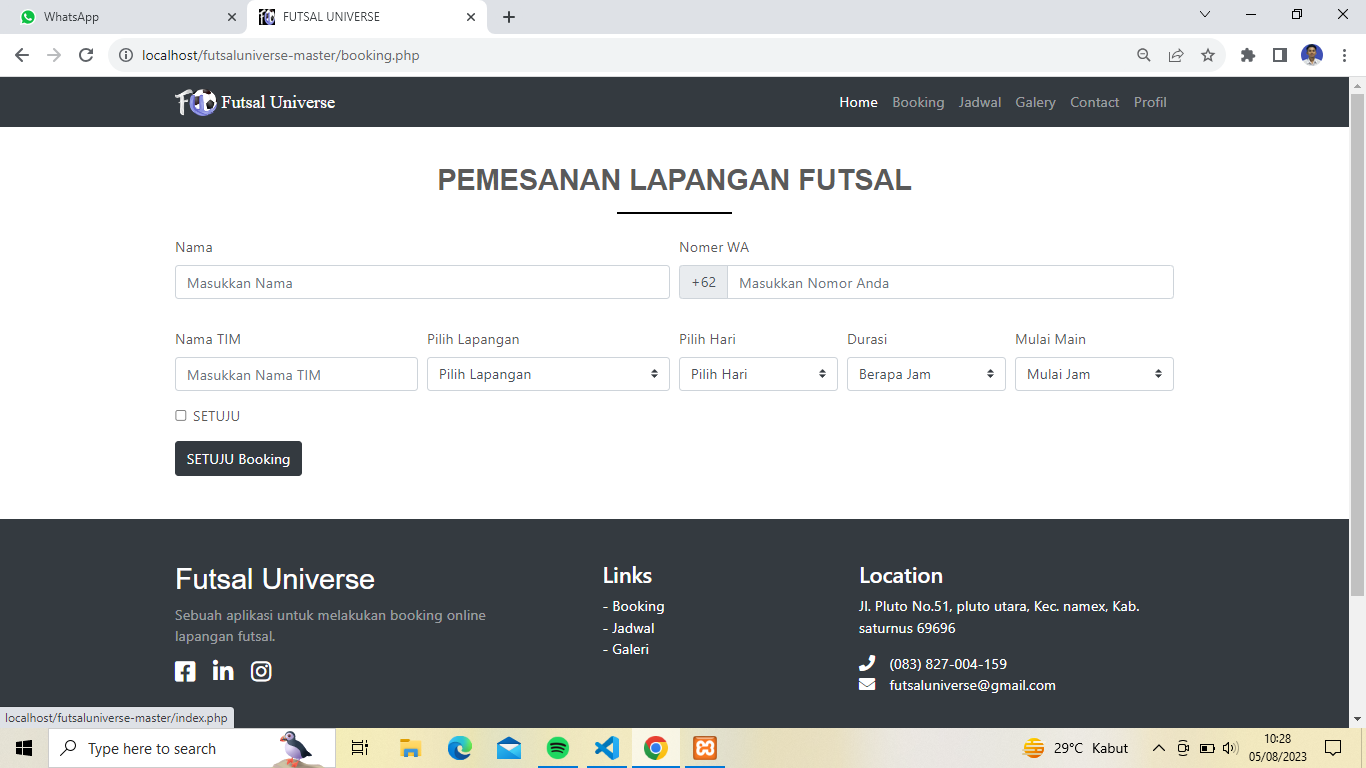 WhatsApp
FUTSAL UNIVERSE
localhost/futsaluniverse-master/booking.php
Futsal Universe
Home Booking Jadwal Galery Contact Profil
PEMESANAN LAPANGAN FUTSAL
Nama Nomer WA
Masukkan Nama +62 Masukkan Nomor Anda
Nama TIM Pilih Lapangan Pilih Hari Durasi Mulai Main
Masukkan Nama TIM Pilih Lapangan Pilih Hari Berapa Jam Mulai Jam
SETUJU
SETUJU Booking
Futsal Universe
Sebuah aplikasi untuk melakukan booking online
lapangan futsal.
Links
- Booking
- Jadwal
- Galeri
Location
Jl. Pluto No.51, pluto utara, Kec. namex, Kab.
saturnus 69696
(083) 827-004-159
futsaluniverse@gmail.com
localhost/futsaluniverse-master/index.php
Type here to search
29°C Kabut
10:28
05/08/2023